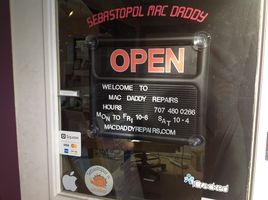 SEBASTOPOL MAC DADDY
OPEN
WELCOME TO
MAC DADDY REPAIRS
HOURS 707 480 0266
MON TO FRI 10-6 SAT 10-4
MACDADDYREPAIRS.COM
Square